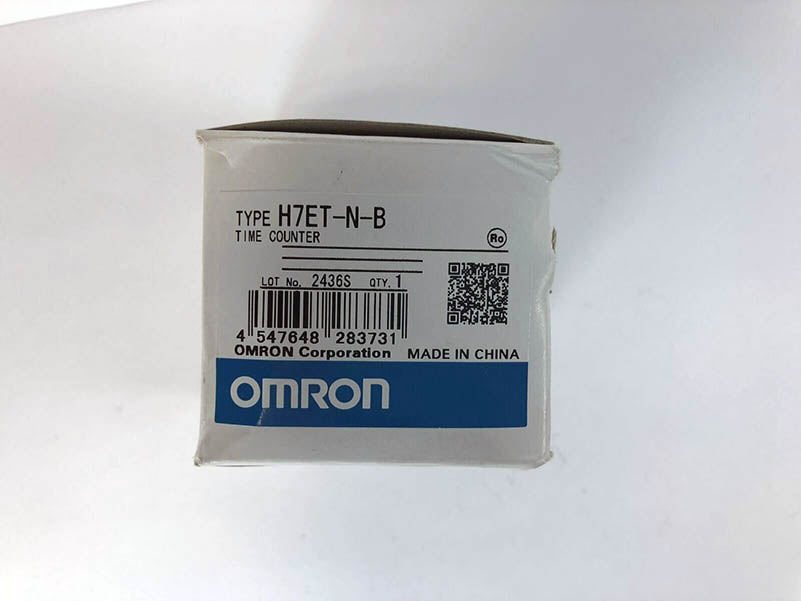 TYPE H7ET-N-B
TIME COUNTER
Ro
LOT No. 2436S QTY. 1
4 547648 283731
OMRON Corporation MADE IN CHINA
OMRON